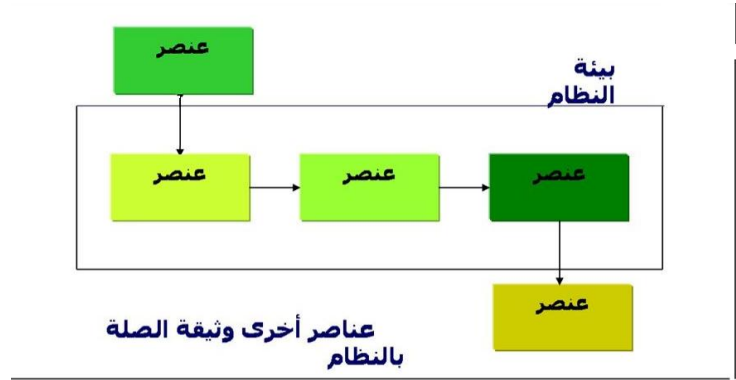 عنصر
بيئة
النظام
عنصر
عنصر
عنصر
عنصر
عناصر أخرى وثيقة الصلة
بالنظام